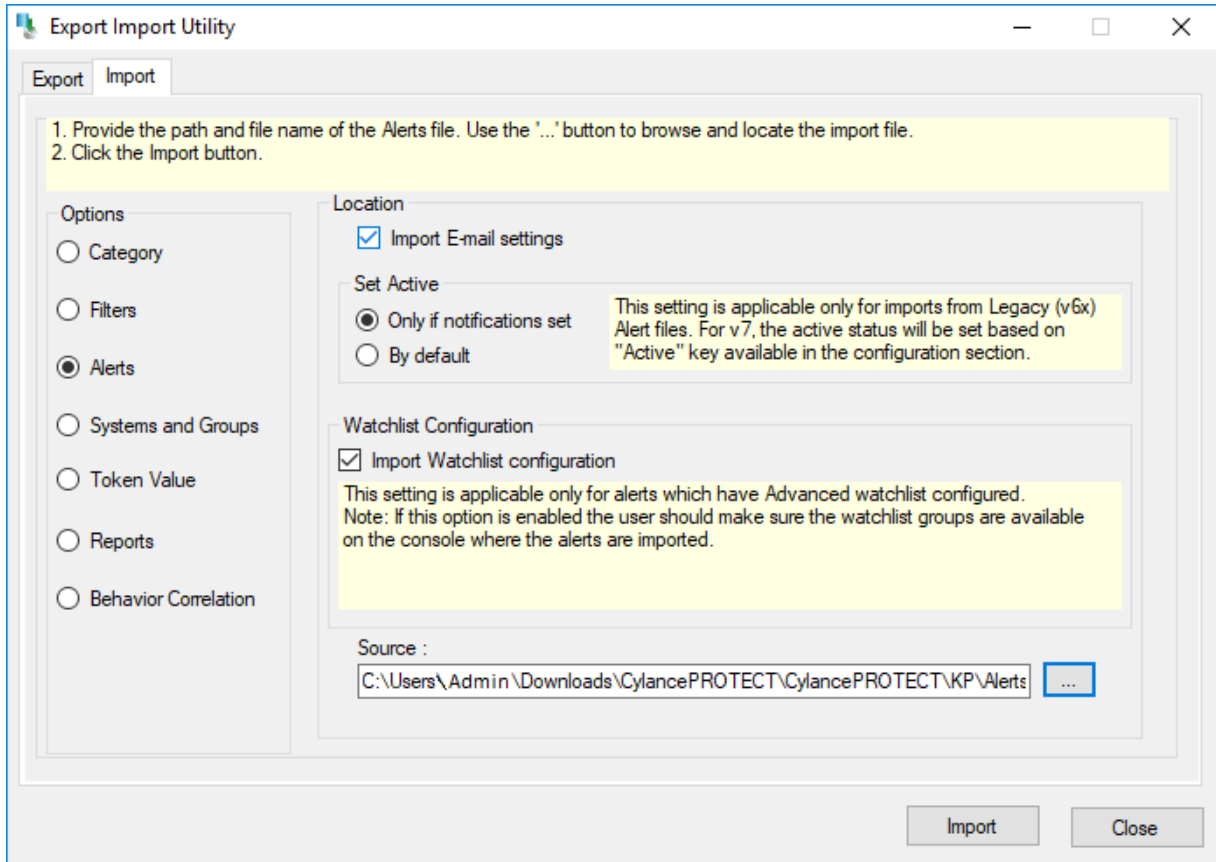 Export Import Utility
Export
Import
1. Provide the path and file name of the Alerts file. Use the '...' button to browse and locate the import file.
2. Click the Import button.
Options
Category
Filters
Alerts
Systems and Groups
Token Value
Reports
Behavior Correlation
Location
Import E-mail settings
Set Active
Only if notifications set
By default
This setting is applicable only for imports from Legacy (v6x)
Alert files. For v7, the active status will be set based on
"Active" key available in the configuration section.
Watchlist Configuration
Import Watchlist configuration
This setting is applicable only for alerts which have Advanced watchlist configured.
Note: If this option is enabled the user should make sure the watchlist groups are available
on the console where the alerts are imported.
Source :
C:\Users\Admin\Downloads\CylancePROTECT\CylancePROTECT\KP\Alerts
...
Import
Close